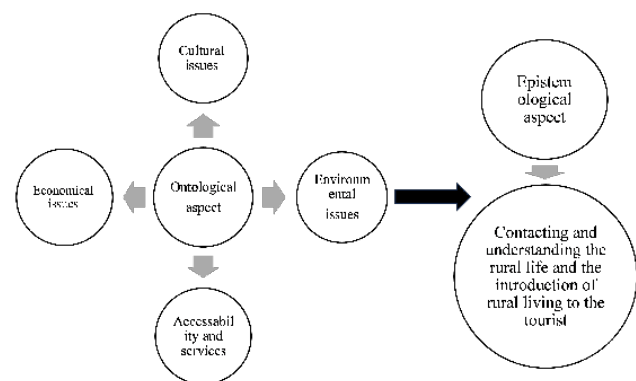 Cultural
issues
Epistem
ological
aspect
Economical
issues
Ontological
aspect
Environm
ental
issues
Contacting and
understanding the
rural life and the
introduction of
rural living to the
tourist
Accessabil
ity and
services